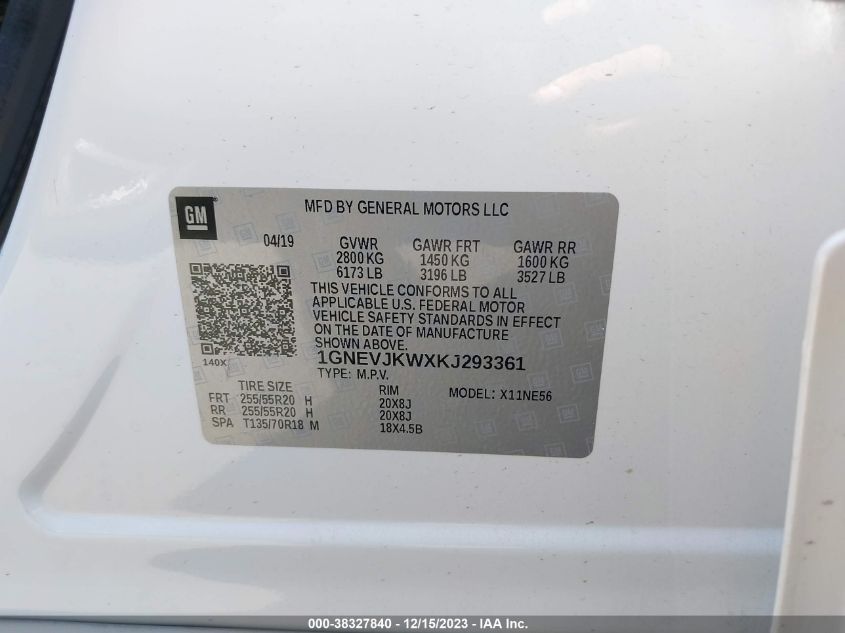 GM
MFD BY GENERAL MOTORS LLC
04/19 GVWR GAWR FRT GAWR RR
2800 KG 1450 KG 1600 KG
6173 LB 3196 LB 3527 LB
THIS VEHICLE CONFORMS TO ALL
APPLICABLE U.S. FEDERAL MOTOR
VEHICLE SAFETY STANDARDS IN EFFECT
ON THE DATE OF MANUFACTURE
SHOWN ABOVE.
140X 1GNEVJKWXKJ293361
TYPE: M.P.V.
TIRE SIZE RIM MODEL: X11NE56
FRT 255/55R20 H 20X8J
RR 255/55R20 H 20X8J
SPA T135/70R18 M 18X4.5B
000-38327840 - 12/15/2023 - IAA Inc.